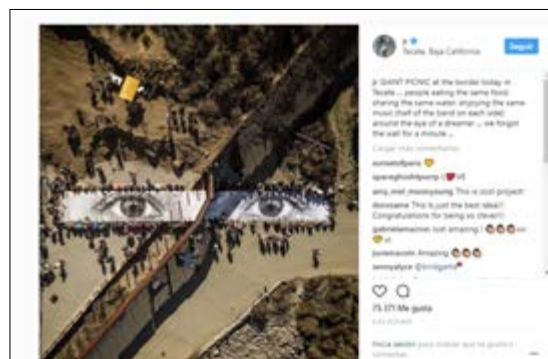 jr
Tecate, Baja California
Seguir
jr GIANT PICNIC at the border today in
Tecate ... people eating the same food,
sharing the same water, enjoying the same
music (half of the band on each side)
around the eye of a dreamer ... we forgot
the wall for a minute ...
Cargar más comentarios
sunsetofparis
This is cool project!
This is just the best idea!!
Congratulations for being so clever!!
Just amazing !
Amazing
75.371 Me gusta
Inicia sesión para indicar que te gusta o
comentar.